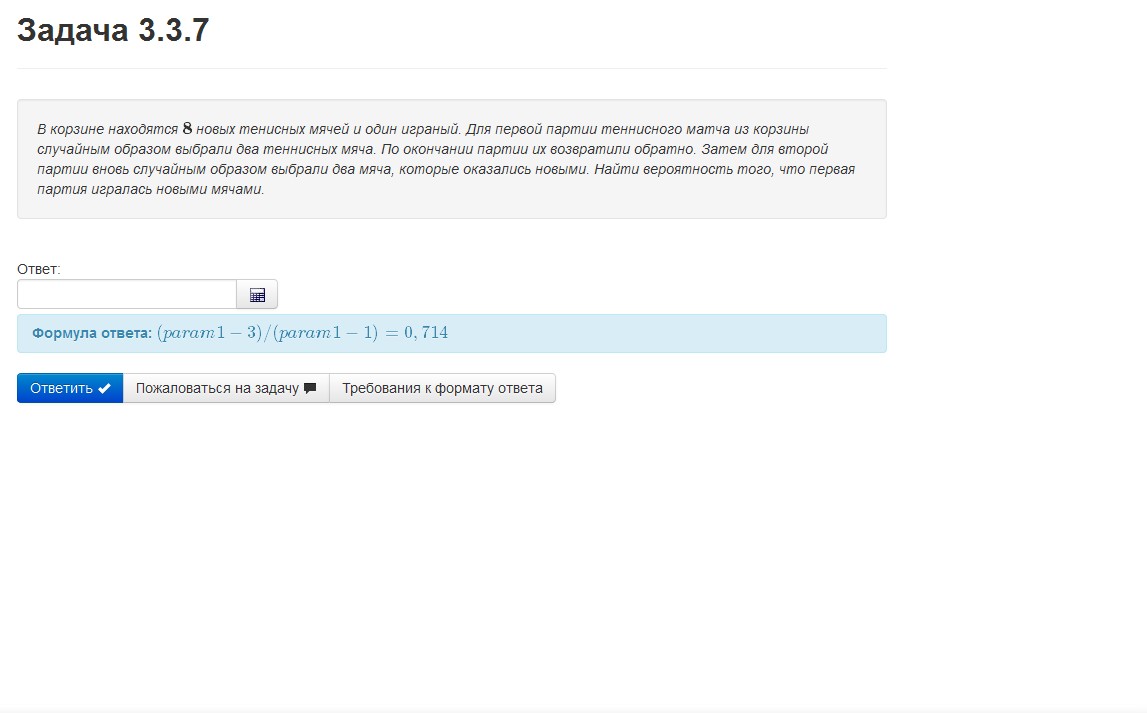 Задача 3.3.7
В корзине находятся 8 новых тенисных мячей и один играный. Для первой партии теннисного матча из корзины
случайным образом выбрали два теннисных мяча. По окончании партии их возвратили обратно. Затем для второй
партии вновь случайным образом выбрали два мяча, которые оказались новыми. Найти вероятность того, что первая
партия игралась новыми мячами.
Ответ:
Формула ответа: (param1 − 3)/(param1 − 1) = 0, 714
Ответить Пожаловаться на задачу Требования к формату ответа